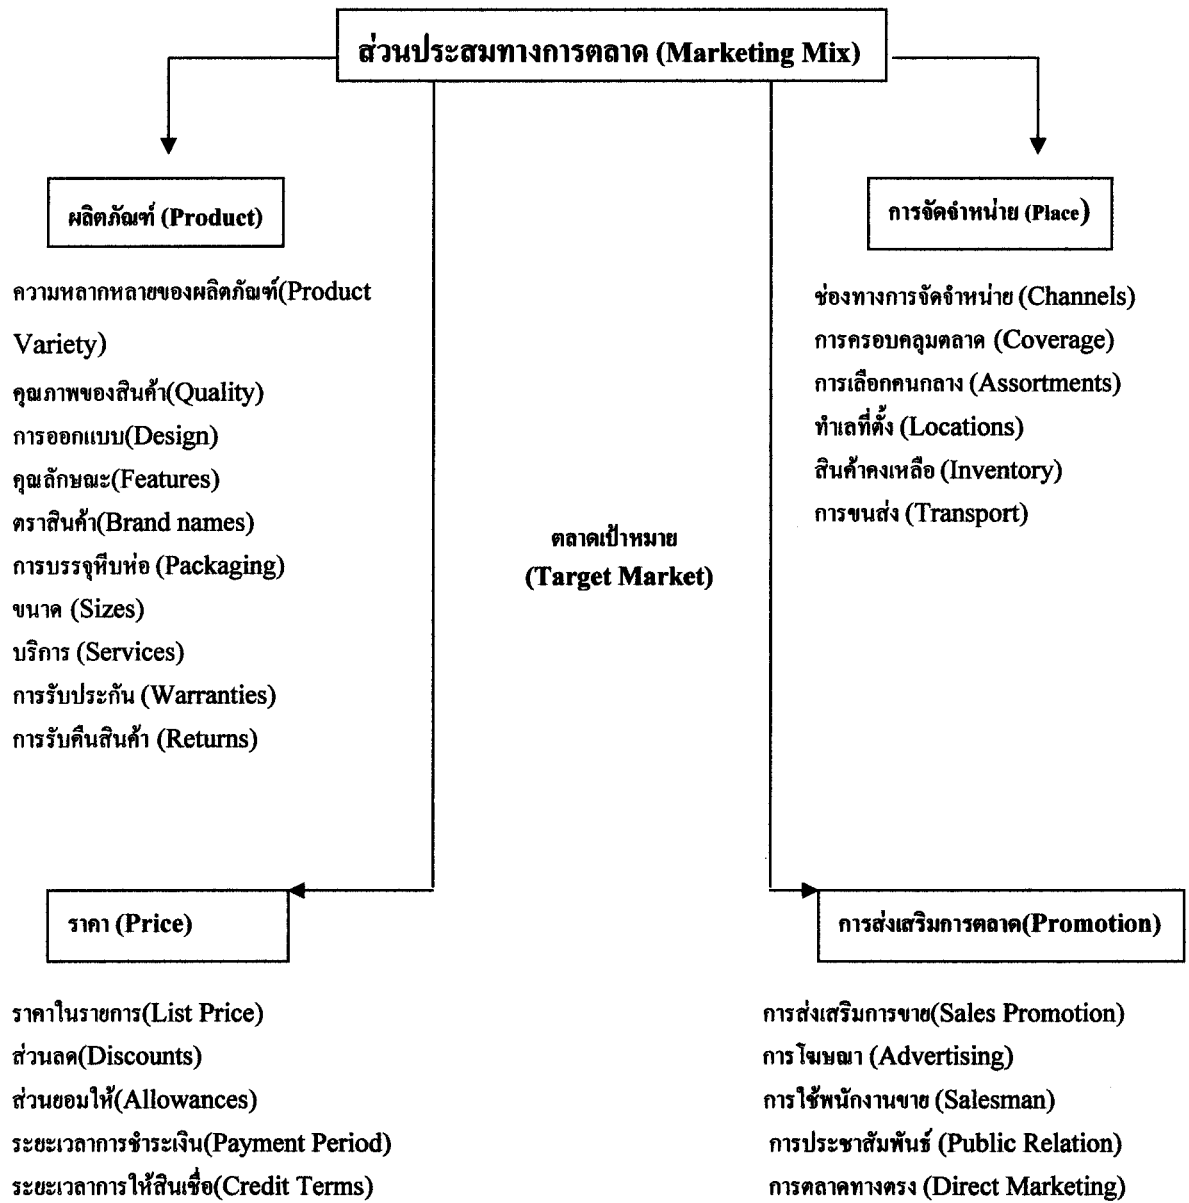 ส่วนประสมทางการตลาด (Marketing Mix)
ผลิตภัณฑ์ (Product)
ความหลากหลายของผลิตภัณฑ์(Product
Variety)
คุณภาพของสินค้า(Quality)
การออกแบบ(Design)
คุณลักษณะ(Features)
ตราสินค้า(Brand names)
การบรรจุหีบห่อ (Packaging)
ขนาด (Sizes)
บริการ (Services)
การรับประกัน (Warranties)
การรับคืนสินค้า (Returns)
การจัดจำหน่าย (Place)
ช่องทางการจัดจำหน่าย (Channels)
การครอบคลุมตลาด (Coverage)
การเลือกคนกลาง (Assortments)
ทำเลที่ตั้ง (Locations)
สินค้าคงเหลือ (Inventory)
การขนส่ง (Transport)
ตลาดเป้าหมาย
(Target Market)
ราคา (Price)
ราคาในรายการ(List Price)
ส่วนลด(Discounts)
ส่วนยอมให้(Allowances)
ระยะเวลาการชำระเงิน(Payment Period)
ระยะเวลาการให้สินเชื่อ(Credit Terms)
การส่งเสริมการตลาด(Promotion)
การส่งเสริมการขาย(Sales Promotion)
การโฆษณา (Advertising)
การใช้พนักงานขาย (Salesman)
การประชาสัมพันธ์ (Public Relation)
การตลาดทางตรง (Direct Marketing)